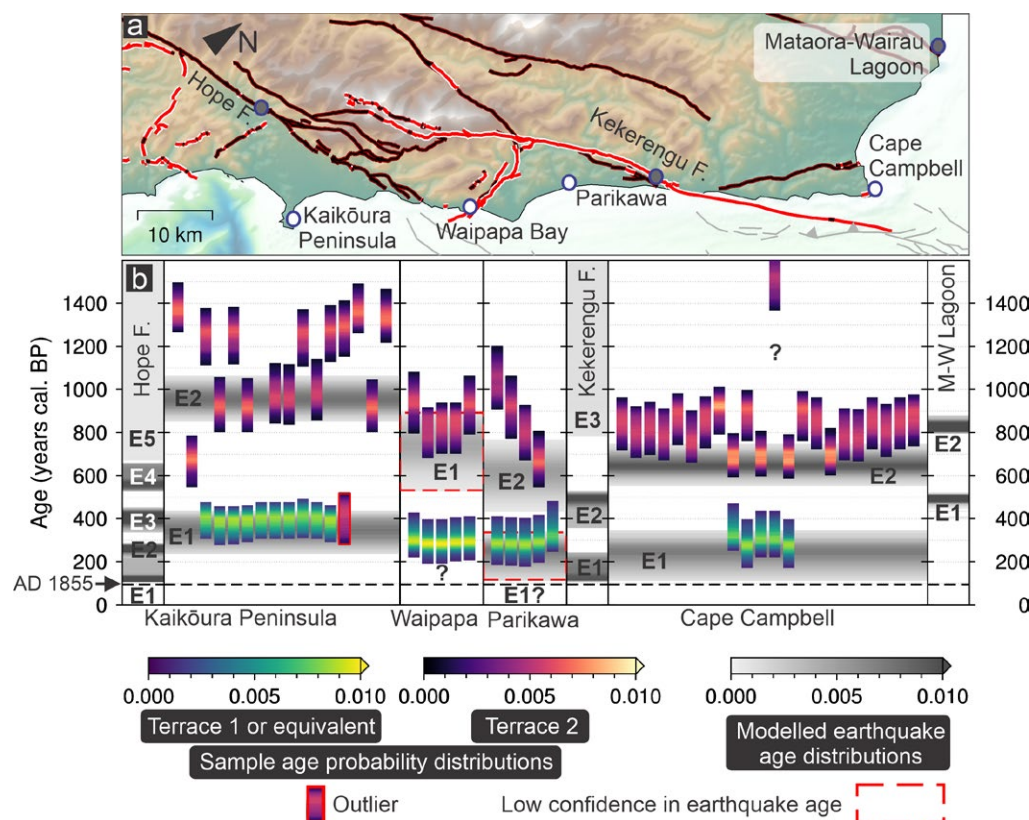 a
N
Hope F.
Kekerengu F.
Mataora-Wairau
Lagoon
Cape
Campbell
Parikawa
Waipapa Bay
Kaikōura
Peninsula
10 km
b
Age (years cal. BP)
1400
1200
1000
800
600
400
200
0
AD 1855
Hope F.
E5
E4
E3
E2
E1
E2
E1
E1
?
E2
E1?
Kekerengu F.
E3
E2
E1
?
E2
E1
M-W Lagoon
E2
E1
1400
1200
1000
800
600
400
200
0
Kaikōura Peninsula
Waipapa
Parikawa
Cape Campbell
0.000 0.005 0.010
0.000 0.005 0.010
0.000 0.005 0.010
Terrace 1 or equivalent
Terrace 2
Sample age probability distributions
Modelled earthquake
age distributions
Outlier
Low confidence in earthquake age